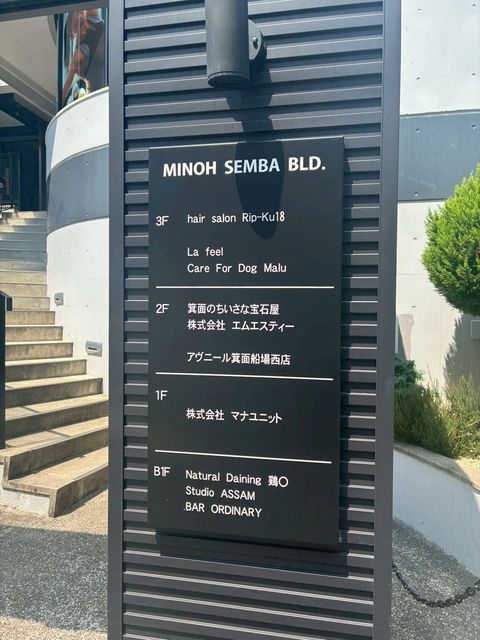 MINOH SEMBA BLD.
3F hair salon Rip-Ku18
La feel
Care For Dog Malu
2F 箕面のちいさな宝石屋
株式会社 エムエスティー
アヴニール箕面船場西店
1F
株式会社 マナユニット
B1F Natural Daining 鶏〇
Studio ASSAM
BAR ORDINARY